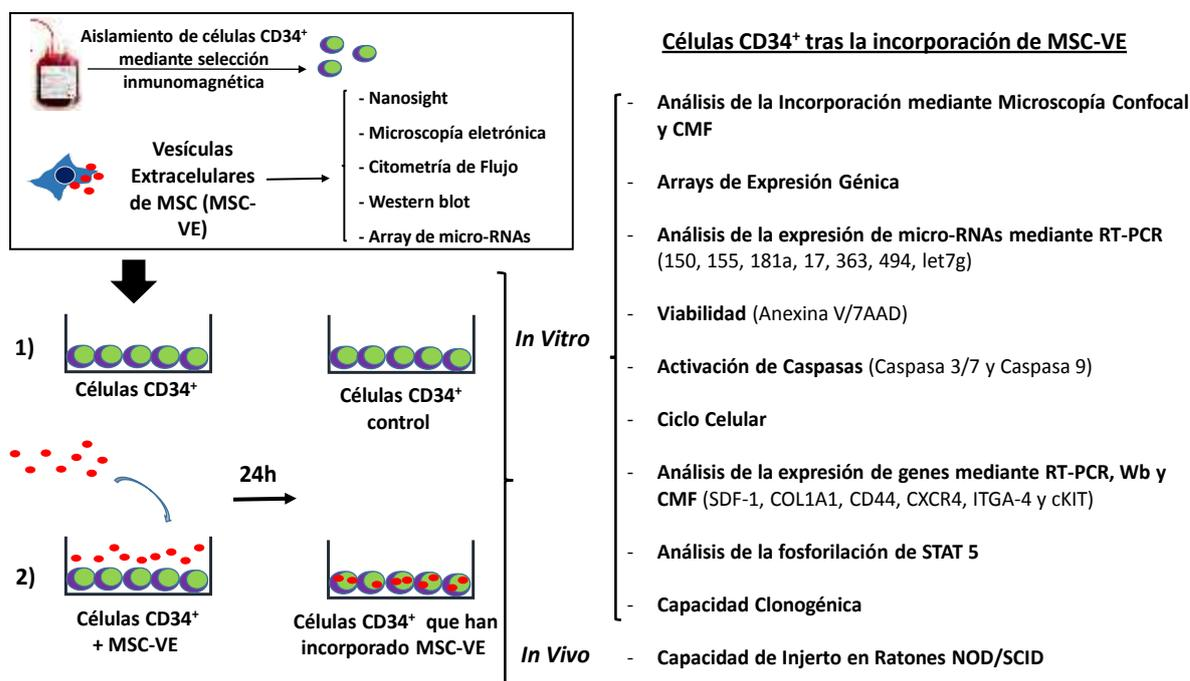 Aislamiento de células CD34+
mediante selección
inmunomagnética
Vesículas
Extracelulares
de MSC (MSC-
VE)
- Nanosight
- Microscopía eletrónica
- Citometría de Flujo
- Western blot
- Array de micro-RNAs
1)
Células CD34+
Células CD34+
control
24h
2)
Células CD34+
+ MSC-VE
Células CD34+ que han
incorporado MSC-VE
In Vitro
In Vivo
Células CD34+ tras la incorporación de MSC-VE
- Análisis de la Incorporación mediante Microscopía Confocal
y CMF
- Arrays de Expresión Génica
- Análisis de la expresión de micro-RNAs mediante RT-PCR
(150, 155, 181a, 17, 363, 494, let7g)
- Viabilidad (Anexina V/7AAD)
- Activación de Caspasas (Caspasa 3/7 y Caspasa 9)
- Ciclo Celular
- Análisis de la expresión de genes mediante RT-PCR, Wb y
CMF (SDF-1, COL1A1, CD44, CXCR4, ITGA-4 y cKIT)
- Análisis de la fosforilación de STAT 5
- Capacidad Clonogénica
- Capacidad de Injerto en Ratones NOD/SCID